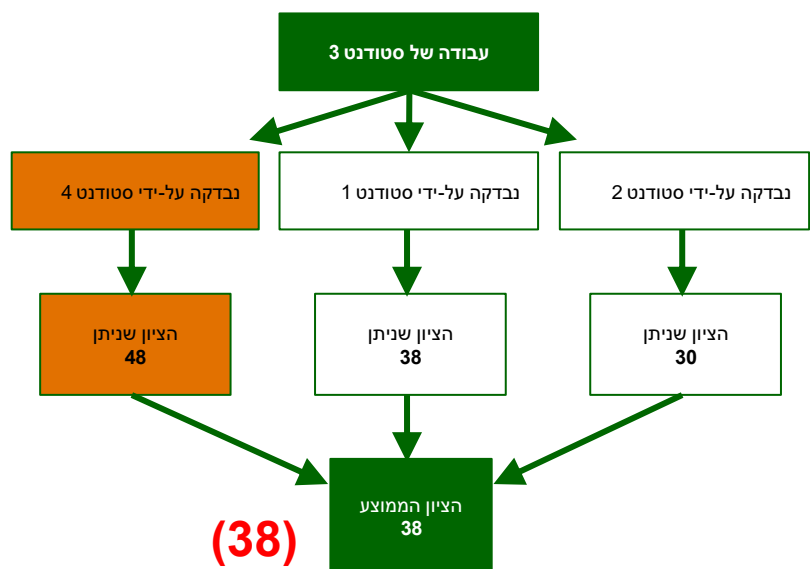 עבודה של סטודנט 3
נבדקה על-ידי סטודנט 2
נבדקה על-ידי סטודנט 1
נבדקה על-ידי סטודנט 4
הציון שניתן
30
הציון שניתן
38
הציון שניתן
48
הציון הממוצע
38
(38)